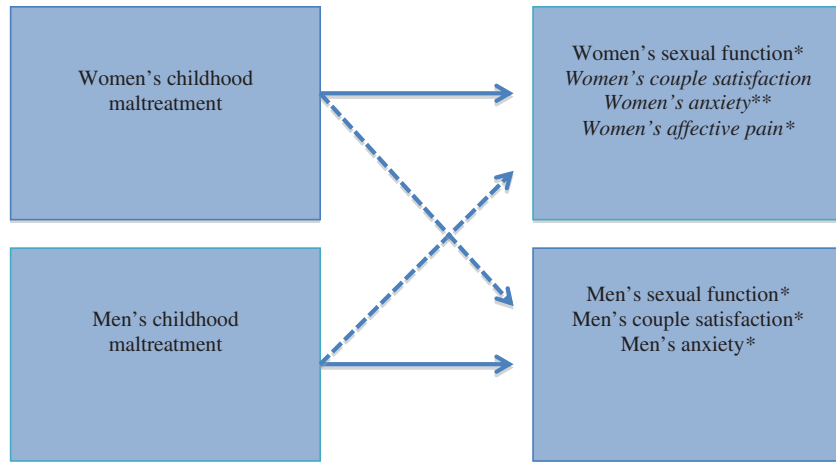 Women’s childhood
maltreatment
Women’s sexual function*
Women’s couple satisfaction
Women’s anxiety**
Women’s affective pain*
Men’s childhood
maltreatment
Men’s sexual function*
Men’s couple satisfaction*
Men’s anxiety*